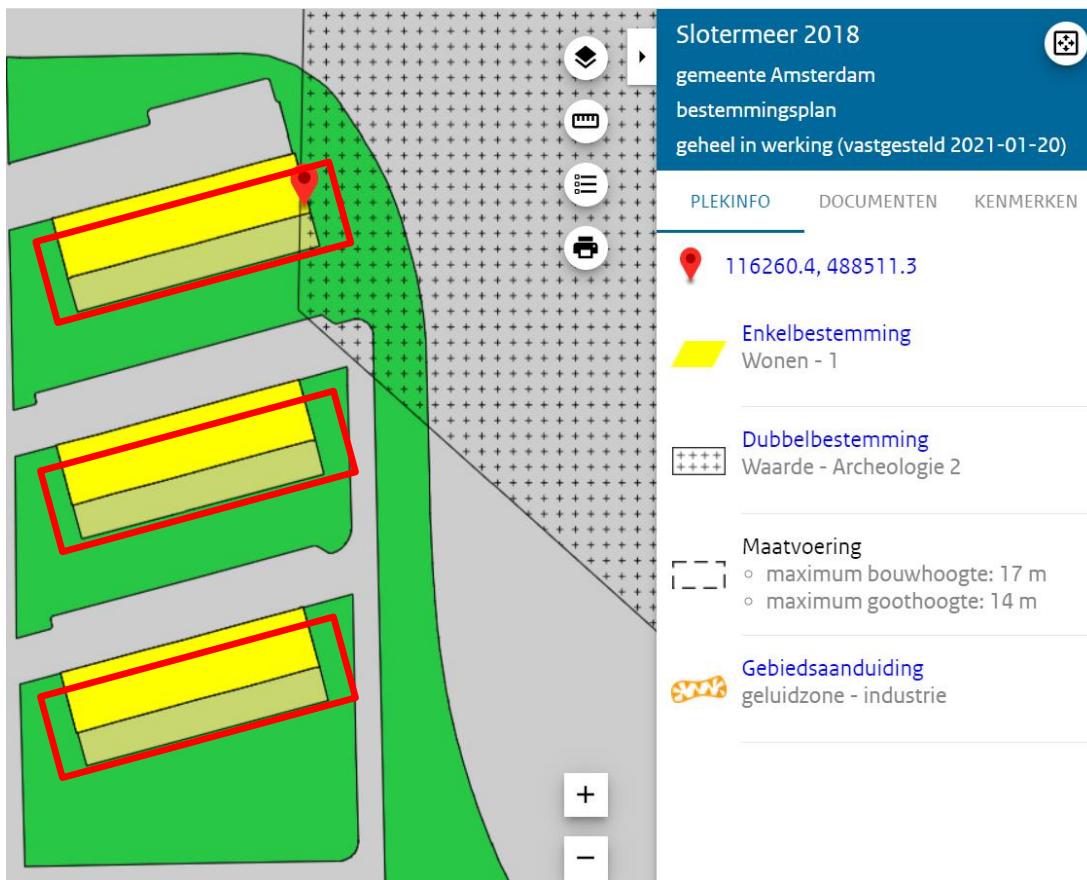 Slotermeer 2018
gemeente Amsterdam
bestemmingsplan
geheel in werking (vastgesteld 2021-01-20)
PLEKINFO DOCUMENTEN KENMERKEN
116260.4, 488511.3
Enkelbestemming
Wonen - 1
Dubbelbestemming
Waarde - Archeologie 2
Maatvoering
maximum bouwhoogte: 17 m
maximum goothoogte: 14 m
Gebiedsaanduiding
geluidzone - industrie